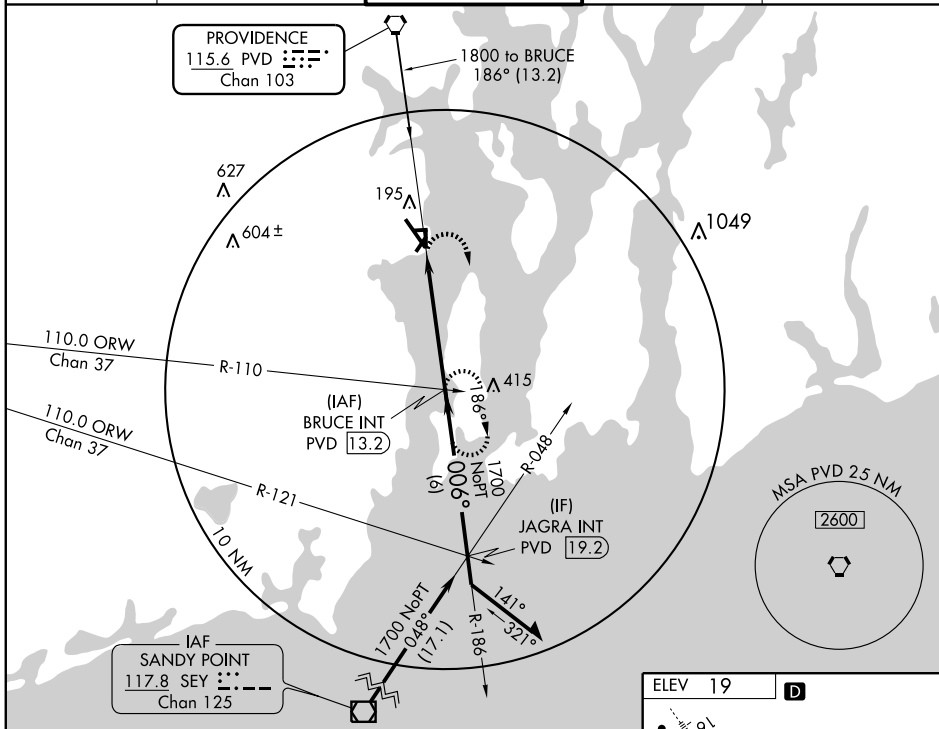 PROVIDENCE
115.6 PVD
Chan 103
1800 to BRUCE
186° (13.2)
627
604 ±
195
1049
110.0 ORW
Chan 37
R-110
415
(IAF)
BRUCE INT
PVD 13.2
186°
110.0 ORW
Chan 37
R-121
1700
NoPT
006°
(6)
R-048
(IF)
JAGRA INT
PVD 19.2
MSA PVD 25 NM
2600
10 NM
1700 NoPT
048°
(17.1)
141°
321°
R-186
IAF
SANDY POINT
117.8 SEY
Chan 125
ELEV 19
D
16